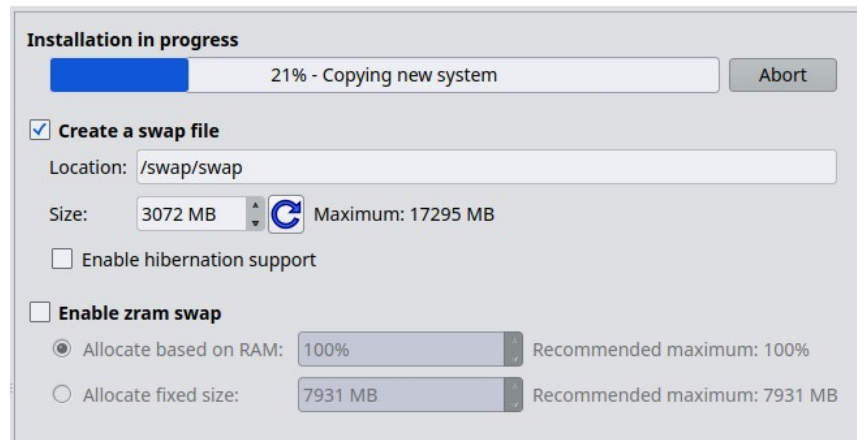 Installation in progress
21% - Copying new system Abort
Create a swap file
Location: /swap/swap
Size: 3072 MB Maximum: 17295 MB
Enable hibernation support
Enable zram swap
Allocate based on RAM: 100% Recommended maximum: 100%
Allocate fixed size: 7931 MB Recommended maximum: 7931 MB